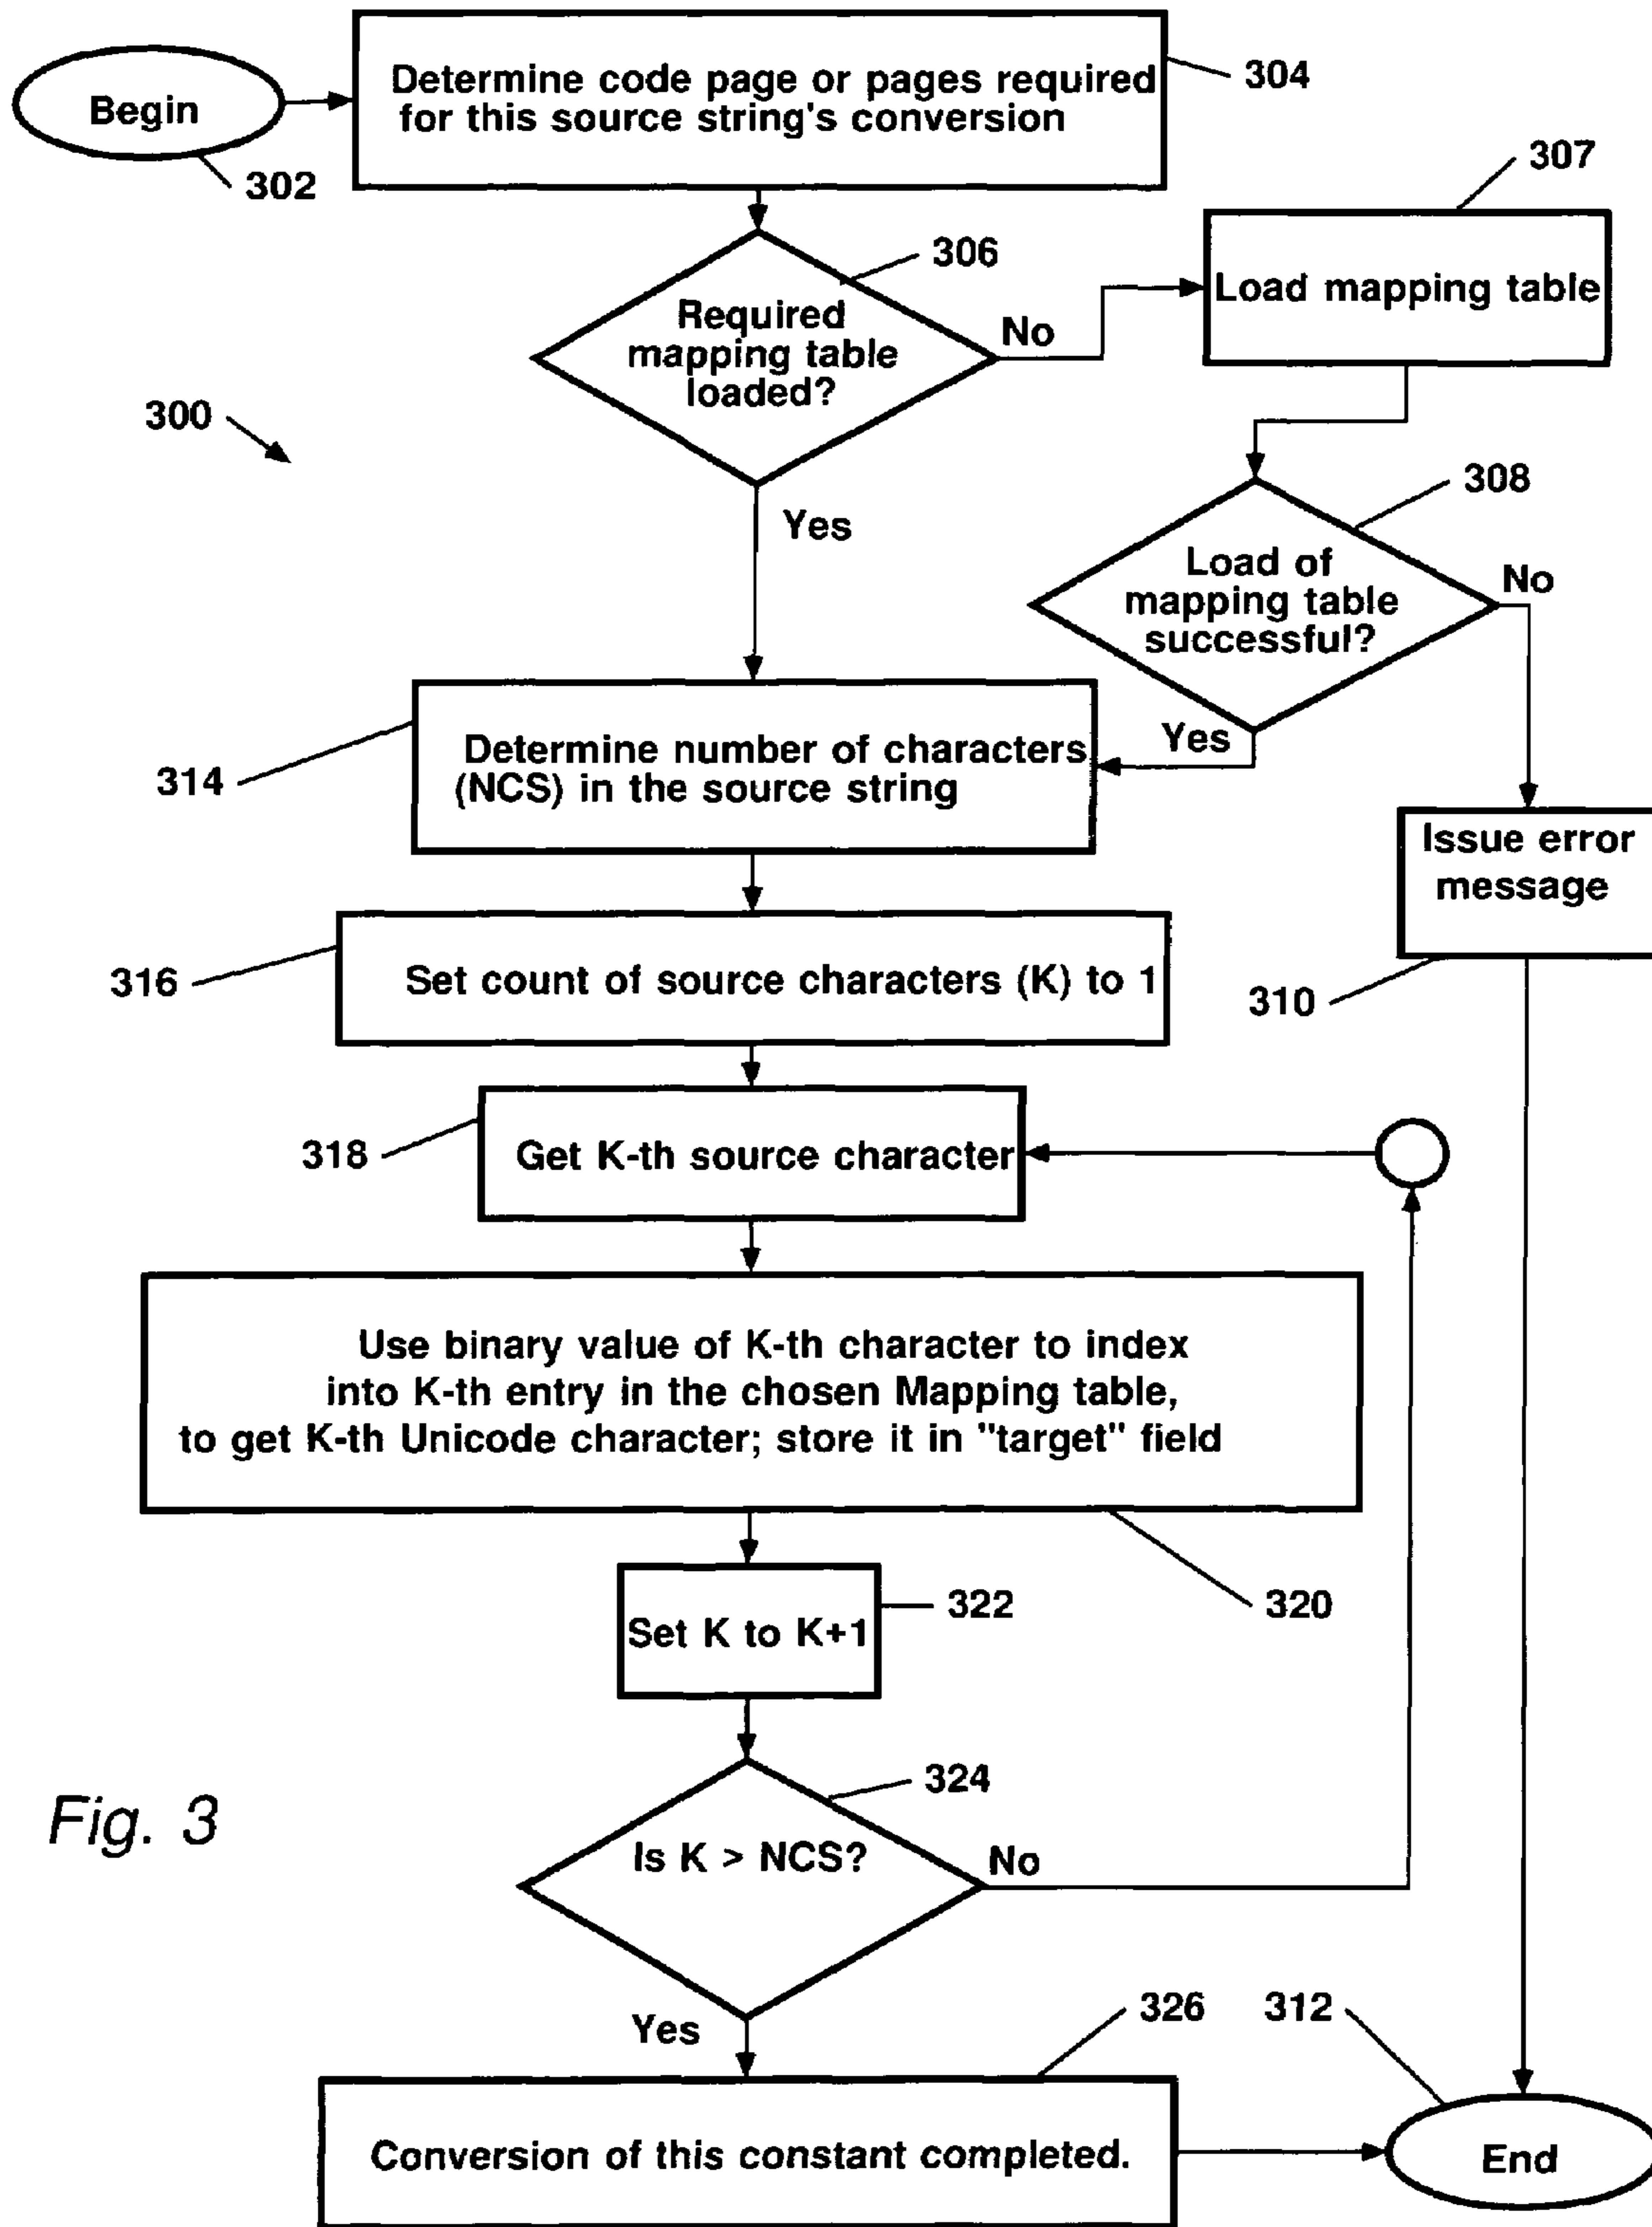 Begin
302
Determine code page or pages required
for this source string's conversion
304
307
306
Required
mapping table
loaded?
No
Load mapping table
300
Yes
308
Load of
mapping table
successful?
No
Yes
314
Determine number of characters
(NCS) in the source string
Issue error
message
310
316
Set count of source characters (K) to 1
318
Get K-th source character
Use binary value of K-th character to index
into K-th entry in the chosen Mapping table,
to get K-th Unicode character; store it in "target" field
320
322
Set K to K+1
324
Is K > NCS?
No
Fig. 3
Yes
326
312
Conversion of this constant completed.
End